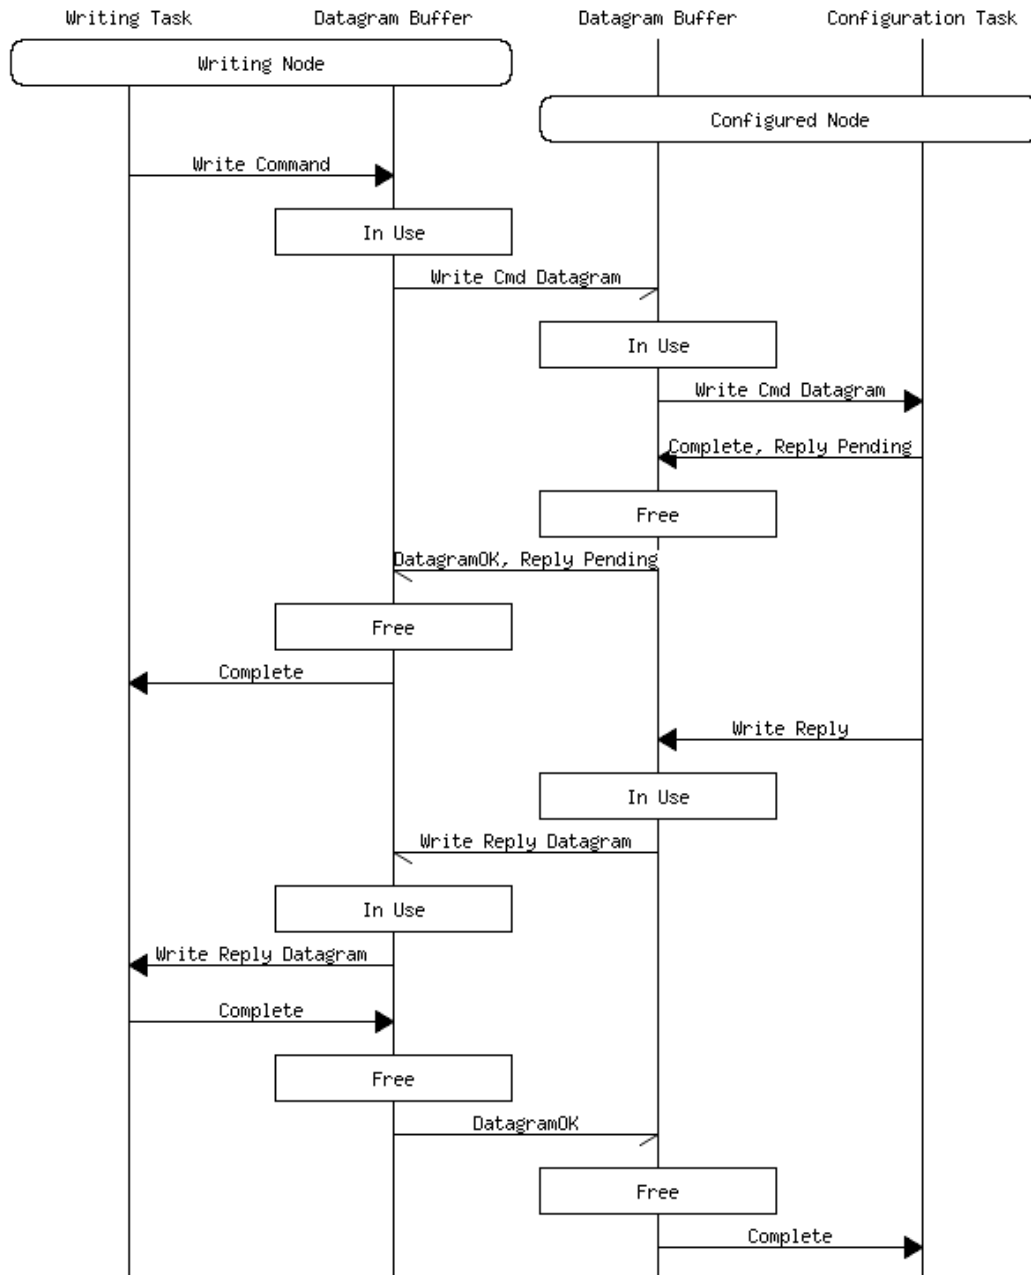 Writing Task Datagram Buffer Datagram Buffer Configuration Task
Writing Node
Configured Node
Write Command
In Use
Write Cmd Datagram
In Use
Write Cmd Datagram
Complete, Reply Pending
Free
DatagramOK, Reply Pending
Free
Complete
Write Reply
In Use
Write Reply Datagram
In Use
Write Reply Datagram
Complete
Free
DatagramOK
Free
Complete